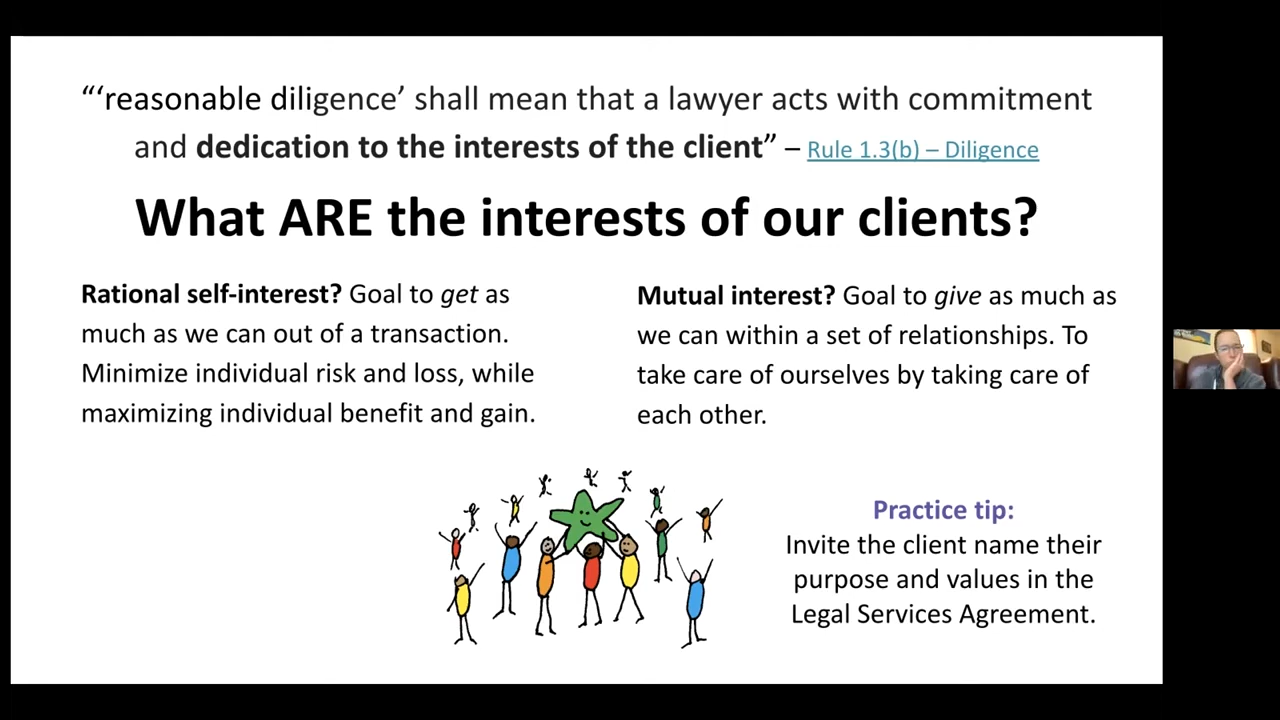 “‘reasonable diligence’ shall mean that a lawyer acts with commitment
and dedication to the interests of the client” – Rule 1.3(b) – Diligence
What ARE the interests of our clients?
Rational self-interest? Goal to get as
much as we can out of a transaction.
Minimize individual risk and loss, while
maximizing individual benefit and gain.
Mutual interest? Goal to give as much as
we can within a set of relationships. To
take care of ourselves by taking care of
each other.
Practice tip:
Invite the client name their
purpose and values in the
Legal Services Agreement.